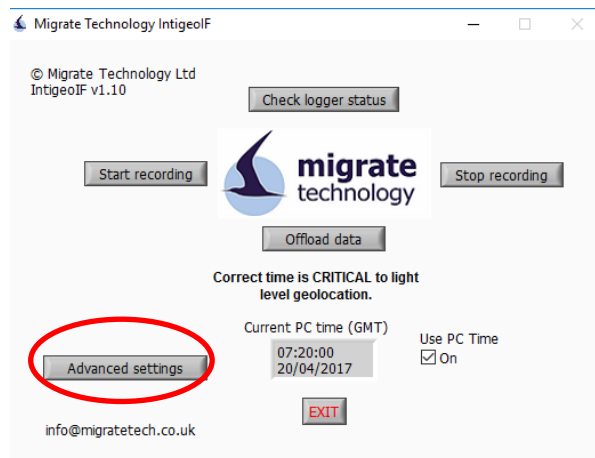 Migrate Technology IntigeoIF
© Migrate Technology Ltd
IntigeoIF v1.10
Check logger status
Start recording
migrate
technology
Stop recording
Offload data
Correct time is CRITICAL to light
level geolocation.
Current PC time (GMT)
07:20:00
20/04/2017
Use PC Time
On
Advanced settings
EXIT
info@migratetech.co.uk